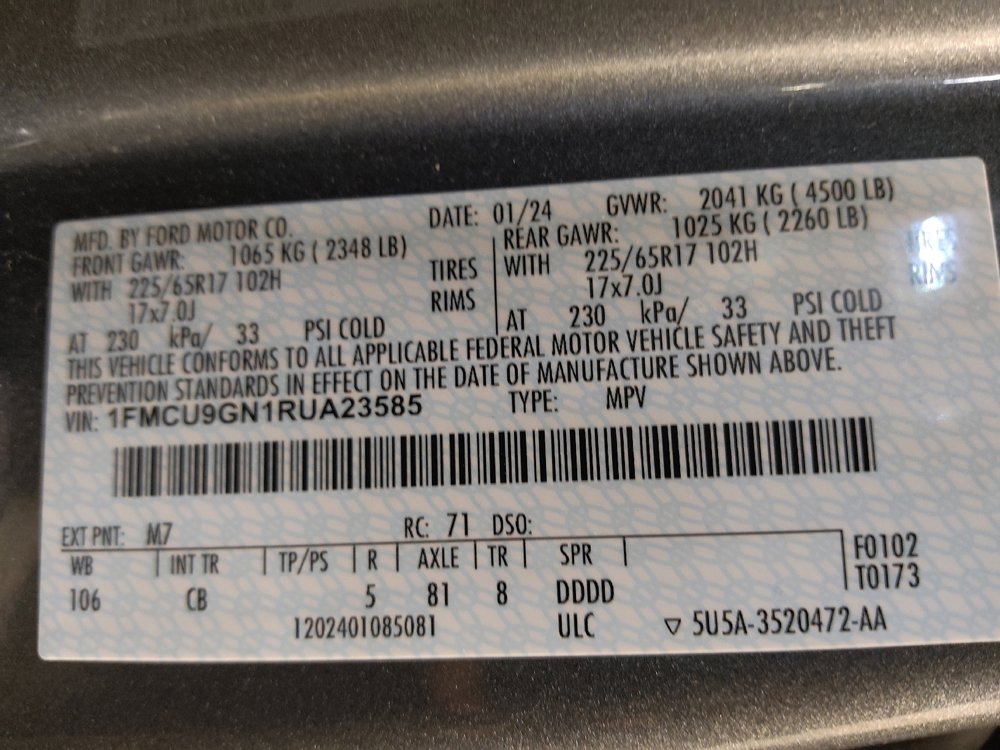 MFD. BY FORD MOTOR CO. DATE: 01/24 GVWR: 2041 KG ( 4500 LB)
FRONT GAWR: 1065 KG ( 2348 LB) REAR GAWR: 1025 KG ( 2260 LB)
WITH 225/65R17 102H TIRES WITH 225/65R17 102H TIRES
17x7.0J RIMS 17x7.0J RIMS
AT 230 kPa/ 33 PSI COLD AT 230 kPa/ 33 PSI COLD
THIS VEHICLE CONFORMS TO ALL APPLICABLE FEDERAL MOTOR VEHICLE SAFETY AND THEFT
PREVENTION STANDARDS IN EFFECT ON THE DATE OF MANUFACTURE SHOWN ABOVE.
VIN: 1FMCU9GN1RUA23585 TYPE: MPV
EXT PNT: M7 RC: 71 DSO:
WB INT TR TP/PS R AXLE TR SPR F0102
106 CB 5 81 8 DDDD T0173
1202401085081 ULC ▽ 5U5A-3520472-AA